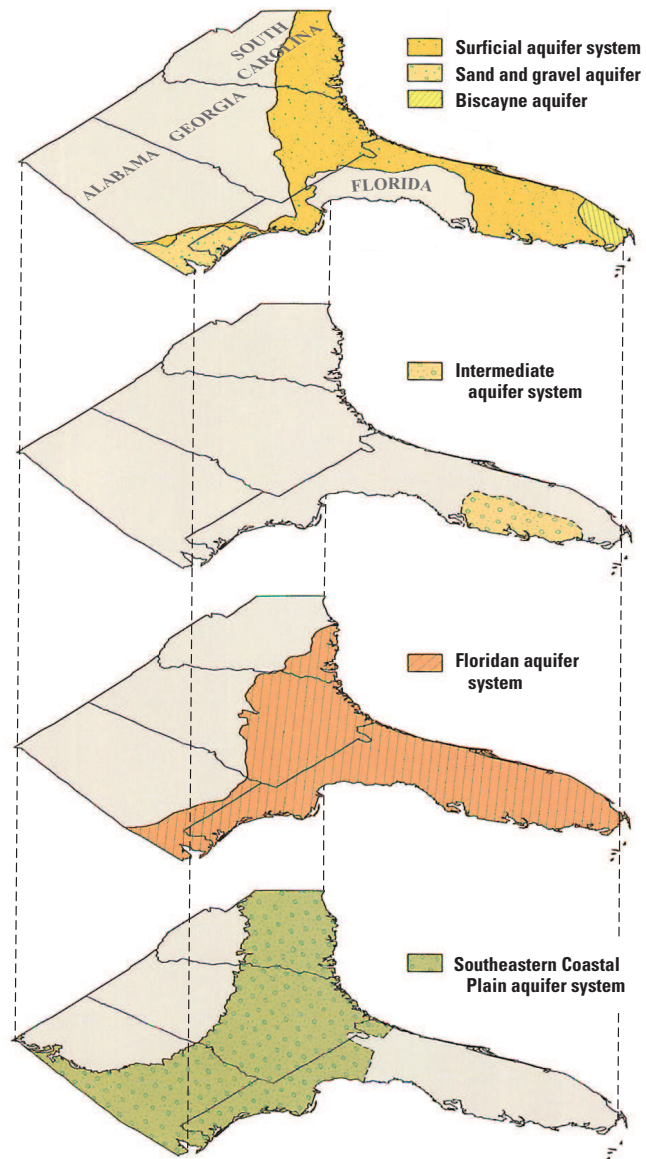 SOUTH
CAROLINA
GEORGIA
ALABAMA
FLORIDA
Surficial aquifer system
Sand and gravel aquifer
Biscayne aquifer
Intermediate
aquifer system
Floridan aquifer
system
Southeastern Coastal
Plain aquifer system